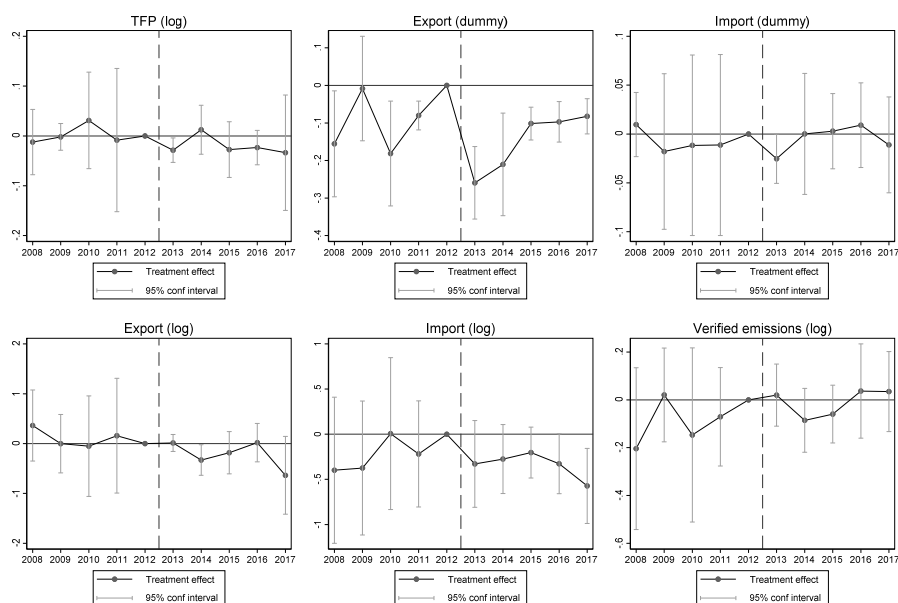 TFP (log)
Export (dummy)
Import (dummy)
.2
.1
0
-.1
-.2
.1
0
-.1
-.2
-.3
-.4
.1
.05
0
-.05
-.1
2008 2009 2010 2011 2012 2013 2014 2015 2016 2017
2008 2009 2010 2011 2012 2013 2014 2015 2016 2017
2008 2009 2010 2011 2012 2013 2014 2015 2016 2017
Treatment effect
95% conf interval
Treatment effect
95% conf interval
Treatment effect
95% conf interval
Export (log)
Import (log)
Verified emissions (log)
2
1
0
-1
-2
1
.5
0
-.5
-1
.2
0
-.2
-.4
-.6
2008 2009 2010 2011 2012 2013 2014 2015 2016 2017
2008 2009 2010 2011 2012 2013 2014 2015 2016 2017
2008 2009 2010 2011 2012 2013 2014 2015 2016 2017
Treatment effect
95% conf interval
Treatment effect
95% conf interval
Treatment effect
95% conf interval